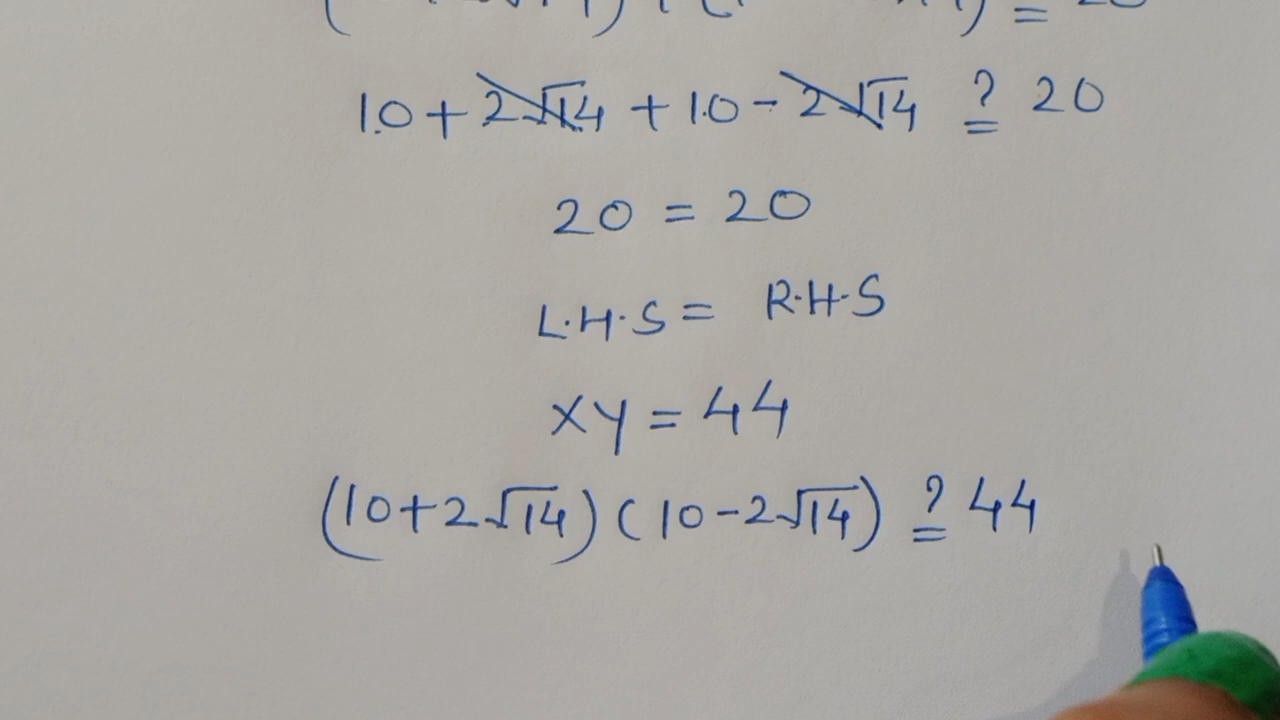 10 + 2√14 + 10 - 2√14 ≟ 20
20 = 20
L.H.S = R.H.S
xy = 44
(10+2√14)(10-2√14) ≟ 44